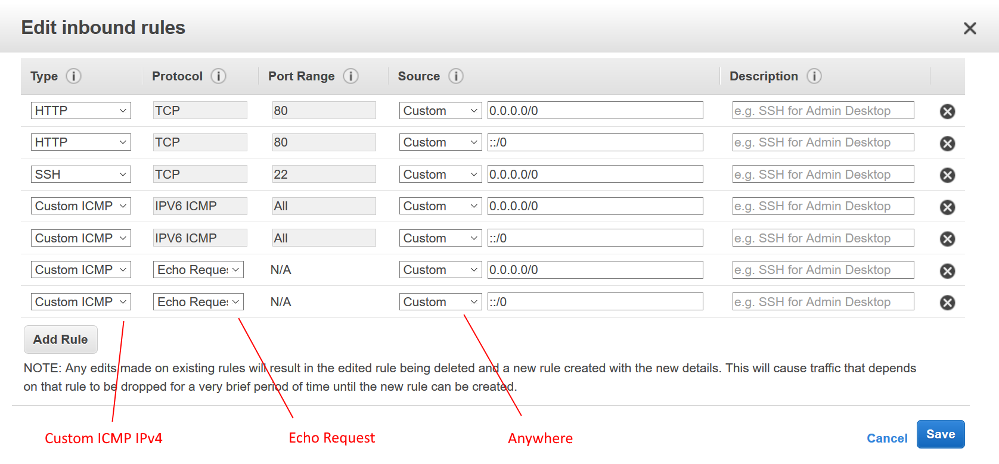 Edit inbound rules
Type Protocol Port Range Source Description
HTTP TCP 80 Custom 0.0.0.0/0 e.g. SSH for Admin Desktop
HTTP TCP 80 Custom ::/0 e.g. SSH for Admin Desktop
SSH TCP 22 Custom 0.0.0.0/0 e.g. SSH for Admin Desktop
Custom ICMP IPV6 ICMP All Custom 0.0.0.0/0 e.g. SSH for Admin Desktop
Custom ICMP IPV6 ICMP All Custom ::/0 e.g. SSH for Admin Desktop
Custom ICMP Echo Reques N/A Custom 0.0.0.0/0 e.g. SSH for Admin Desktop
Custom ICMP Echo Reques N/A Custom ::/0 e.g. SSH for Admin Desktop
Add Rule
NOTE: Any edits made on existing rules will result in the edited rule being deleted and a new rule created with the new details. This will cause traffic that depends
on that rule to be dropped for a very brief period of time until the new rule can be created.
Custom ICMP IPv4 Echo Request Anywhere Cancel Save